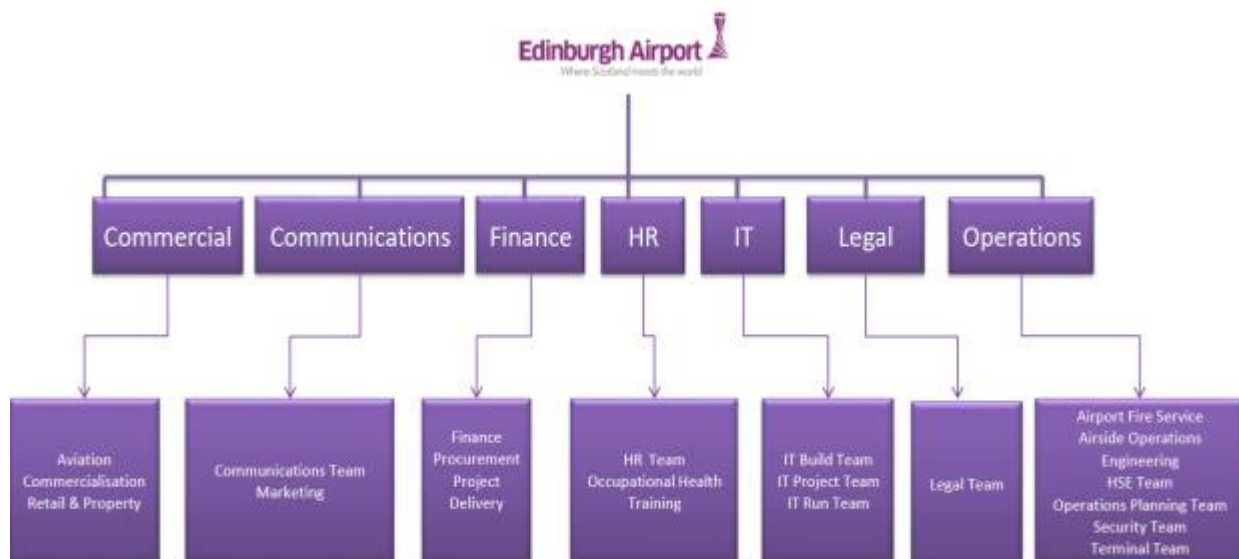 Edinburgh Airport
Where Scotland meets the world
Commercial
Communications
Finance
HR
IT
Legal
Operations
Aviation
Commercialisation
Retail & Property
Communications Team
Marketing
Finance
Procurement
Project
Delivery
HR Team
Occupational Health
Training
IT Build Team
IT Project Team
IT Run Team
Legal Team
Airport Fire Service
Airside Operations
Engineering
HSE Team
Operations Planning Team
Security Team
Terminal Team